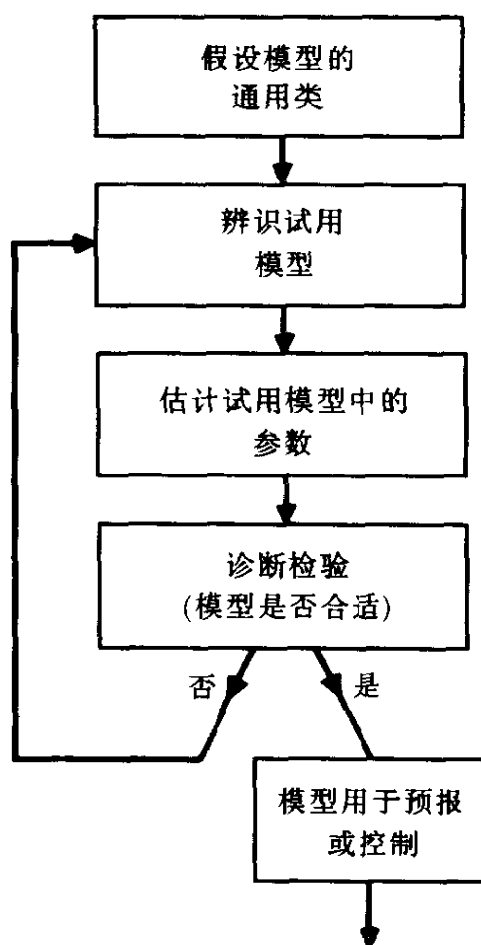 假设模型的
通用类
辨识试用
模型
估计试用模型中的
参数
诊断检验
(模型是否合适)
否
是
模型用于预报
或控制